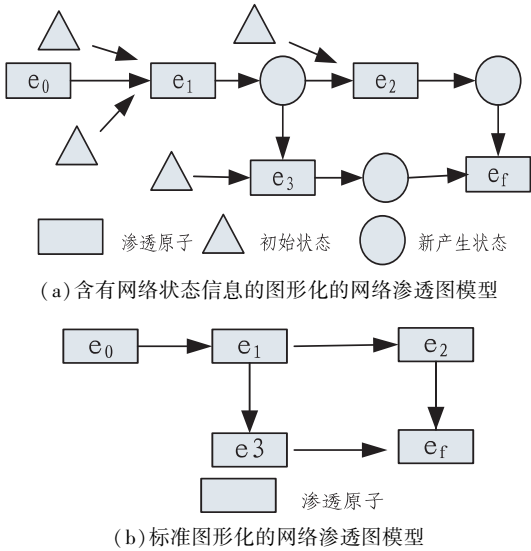 e₀ e₁ e₂
e₃ e_f
渗透原子 初始状态 新产生状态
(a)含有网络状态信息的图形化的网络渗透图模型
e₀ e₁ e₂
e3 e_f
渗透原子
(b)标准图形化的网络渗透图模型